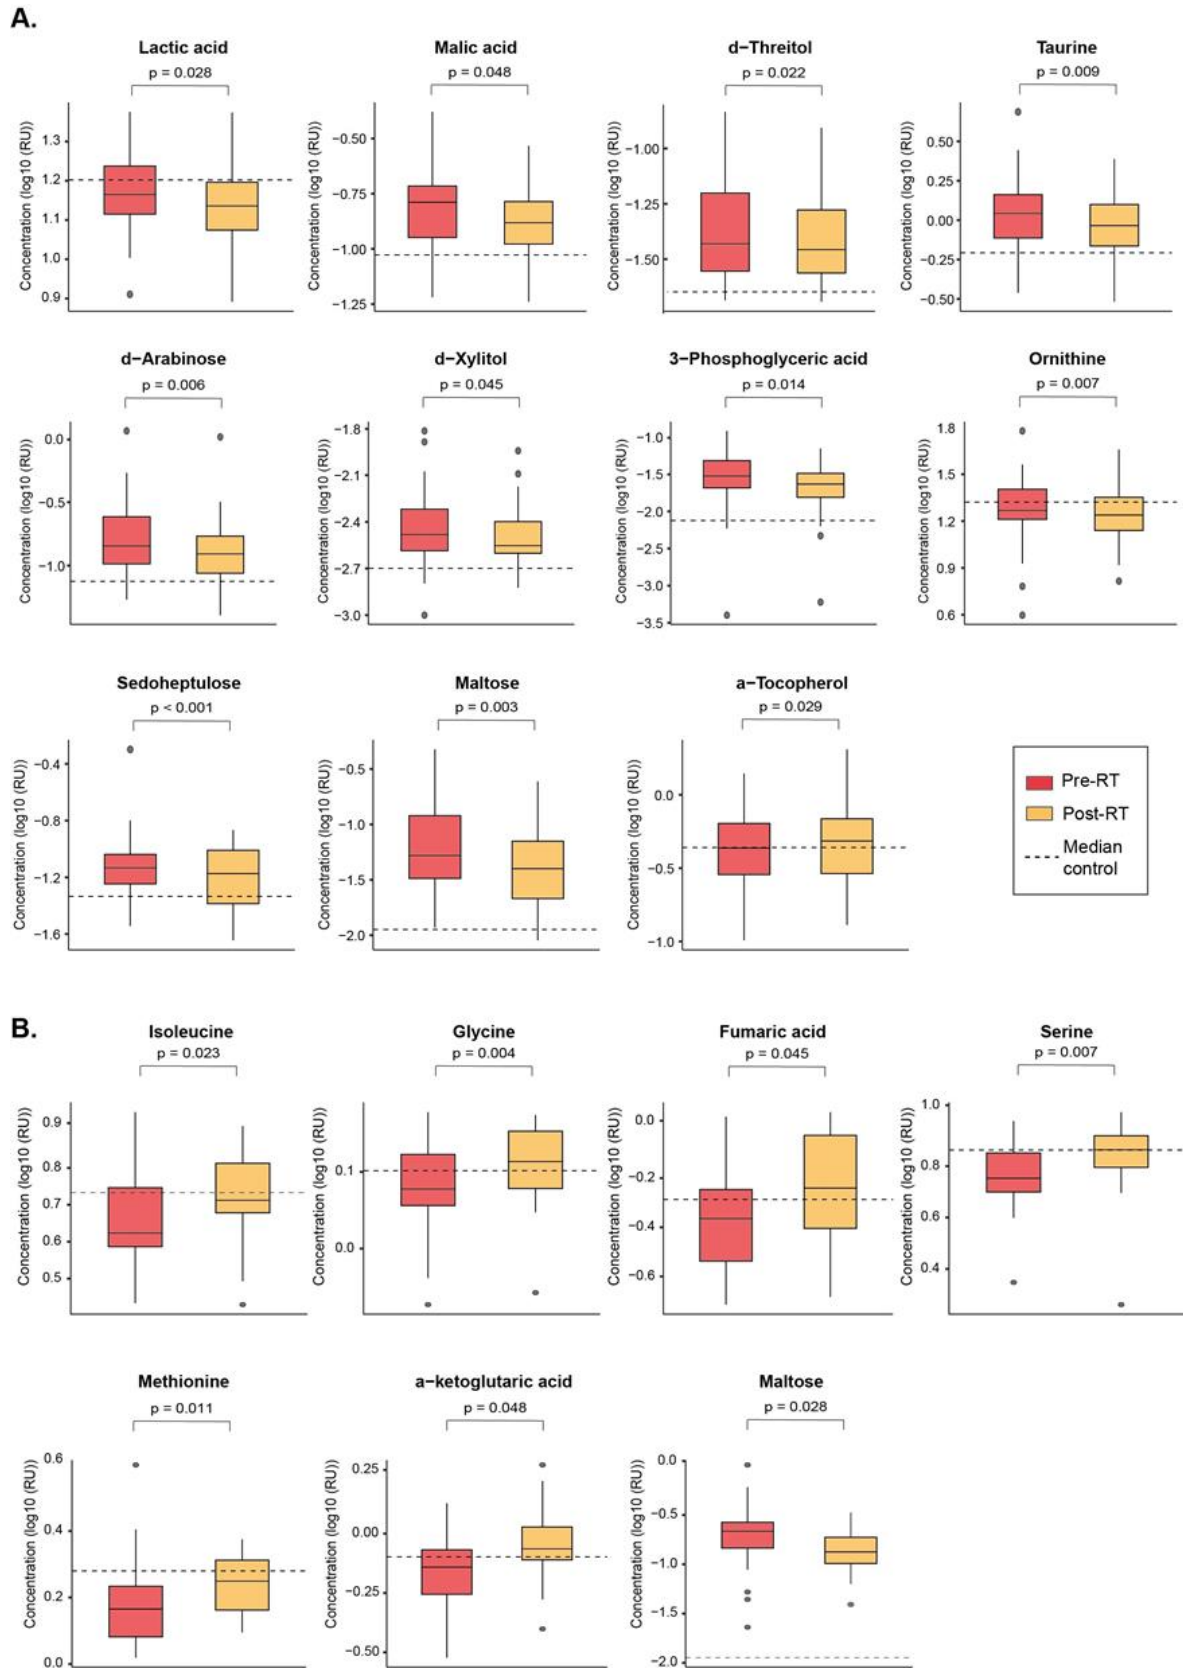 A.
Lactic acid
p = 0.028
Concentration (log10 (RU))
1.3
1.2
1.1
1.0
0.9
Malic acid
p = 0.048
Concentration (log10 (RU))
−0.50
−0.75
−1.00
−1.25
d−Threitol
p = 0.022
Concentration (log10 (RU))
−1.00
−1.25
−1.50
Taurine
p = 0.009
Concentration (log10 (RU))
0.50
0.25
0.00
−0.25
−0.50
d−Arabinose
p = 0.006
Concentration (log10 (RU))
0.0
−0.5
−1.0
d−Xylitol
p = 0.045
Concentration (log10 (RU))
−1.8
−2.1
−2.4
−2.7
−3.0
3−Phosphoglyceric acid
p = 0.014
Concentration (log10 (RU))
−1.0
−1.5
−2.0
−2.5
−3.0
−3.5
Ornithine
p = 0.007
Concentration (log10 (RU))
1.8
1.5
1.2
0.9
0.6
Sedoheptulose
p < 0.001
Concentration (log10 (RU))
−0.4
−0.8
−1.2
−1.6
Maltose
p = 0.003
Concentration (log10 (RU))
−0.5
−1.0
−1.5
−2.0
a−Tocopherol
p = 0.029
Concentration (log10 (RU))
0.0
−0.5
−1.0
Pre-RT
Post-RT
Median
control
B.
Isoleucine
p = 0.023
Concentration (log10 (RU))
0.9
0.8
0.7
0.6
0.5
Glycine
p = 0.004
Concentration (log10 (RU))
0.1
0.0
Fumaric acid
p = 0.045
Concentration (log10 (RU))
0.0
−0.2
−0.4
−0.6
Serine
p = 0.007
Concentration (log10 (RU))
1.0
0.8
0.6
0.4
Methionine
p = 0.011
Concentration (log10 (RU))
0.6
0.4
0.2
0.0
a−ketoglutaric acid
p = 0.048
Concentration (log10 (RU))
0.25
0.00
−0.25
−0.50
Maltose
p = 0.028
Concentration (log10 (RU))
0.0
−0.5
−1.0
−1.5
−2.0